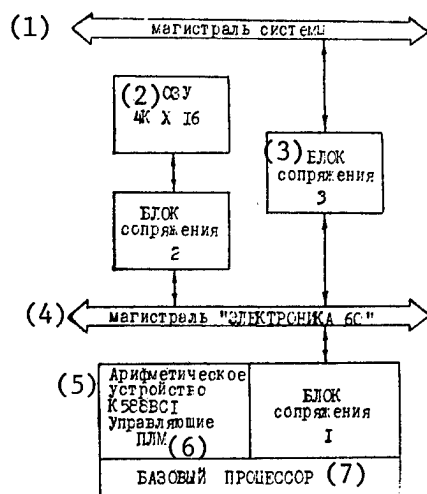 (1) магистраль системы
(2) ОЗУ
4К X 16
(3) БЛОК
сопряжения
3
БЛОК
сопряжения
2
(4) магистраль "ЭЛЕКТРОНИКА 60"
(5) Арифметическое
устройство
К588ВС1
Управляющие
ПЛМ (6)
БЛОК
сопряжения
I
БАЗОВЫЙ ПРОЦЕССОР (7)